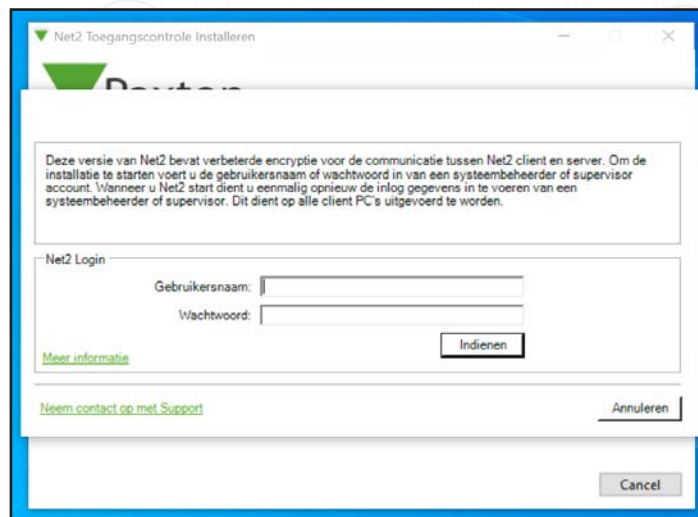 Net2 Toegangscontrole Installeren
Paxton
Deze versie van Net2 bevat verbeterde encryptie voor de communicatie tussen Net2 client en server. Om de
installatie te starten voert u de gebruikersnaam of wachtwoord in van een systeembeheerder of supervisor
account. Wanneer u Net2 start dient u eenmalig opnieuw de inlog gegevens in te voeren van een
systeembeheerder of supervisor. Dit dient op alle client PC's uitgevoerd te worden.
Net2 Login
Gebruikersnaam:
Wachtwoord:
Indienen
Meer informatie
Neem contact op met Support
Annuleren
Cancel